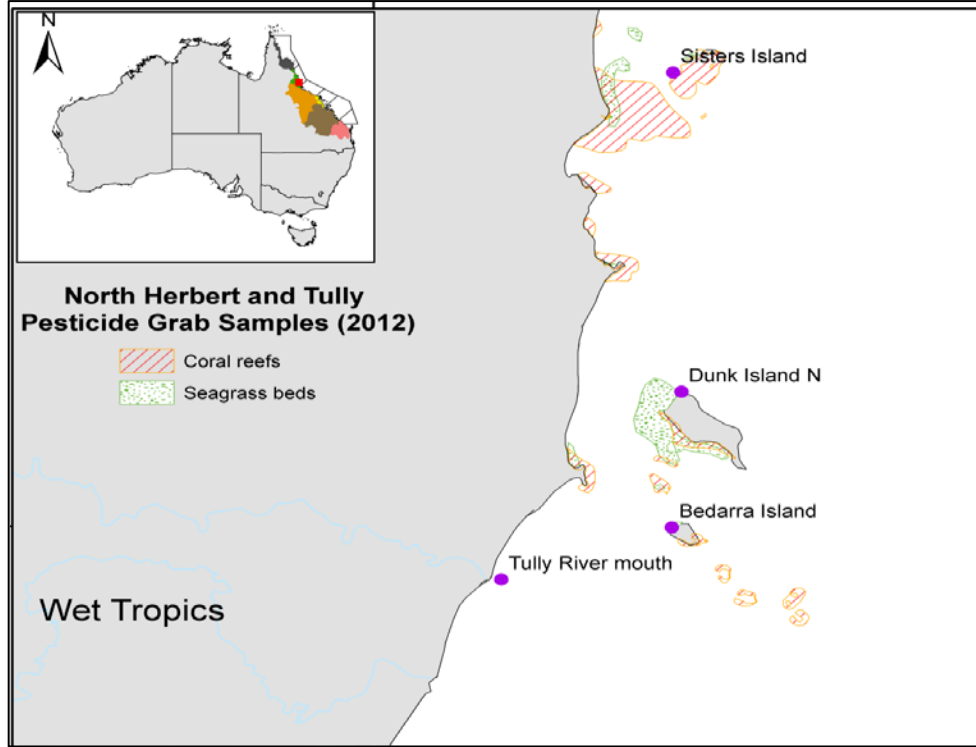 N
Sisters Island
North Herbert and Tully
Pesticide Grab Samples (2012)
Coral reefs
Seagrass beds
Dunk Island N
Bedarra Island
Tully River mouth
Wet Tropics